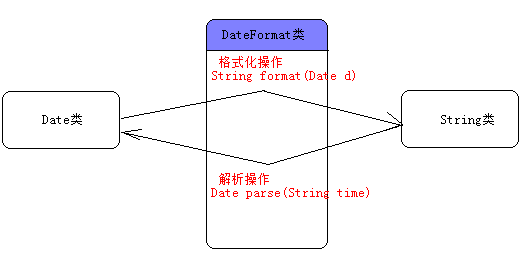 DateFormat类
格式化操作
String format(Date d)
Date类
String类
解析操作
Date parse(String time)